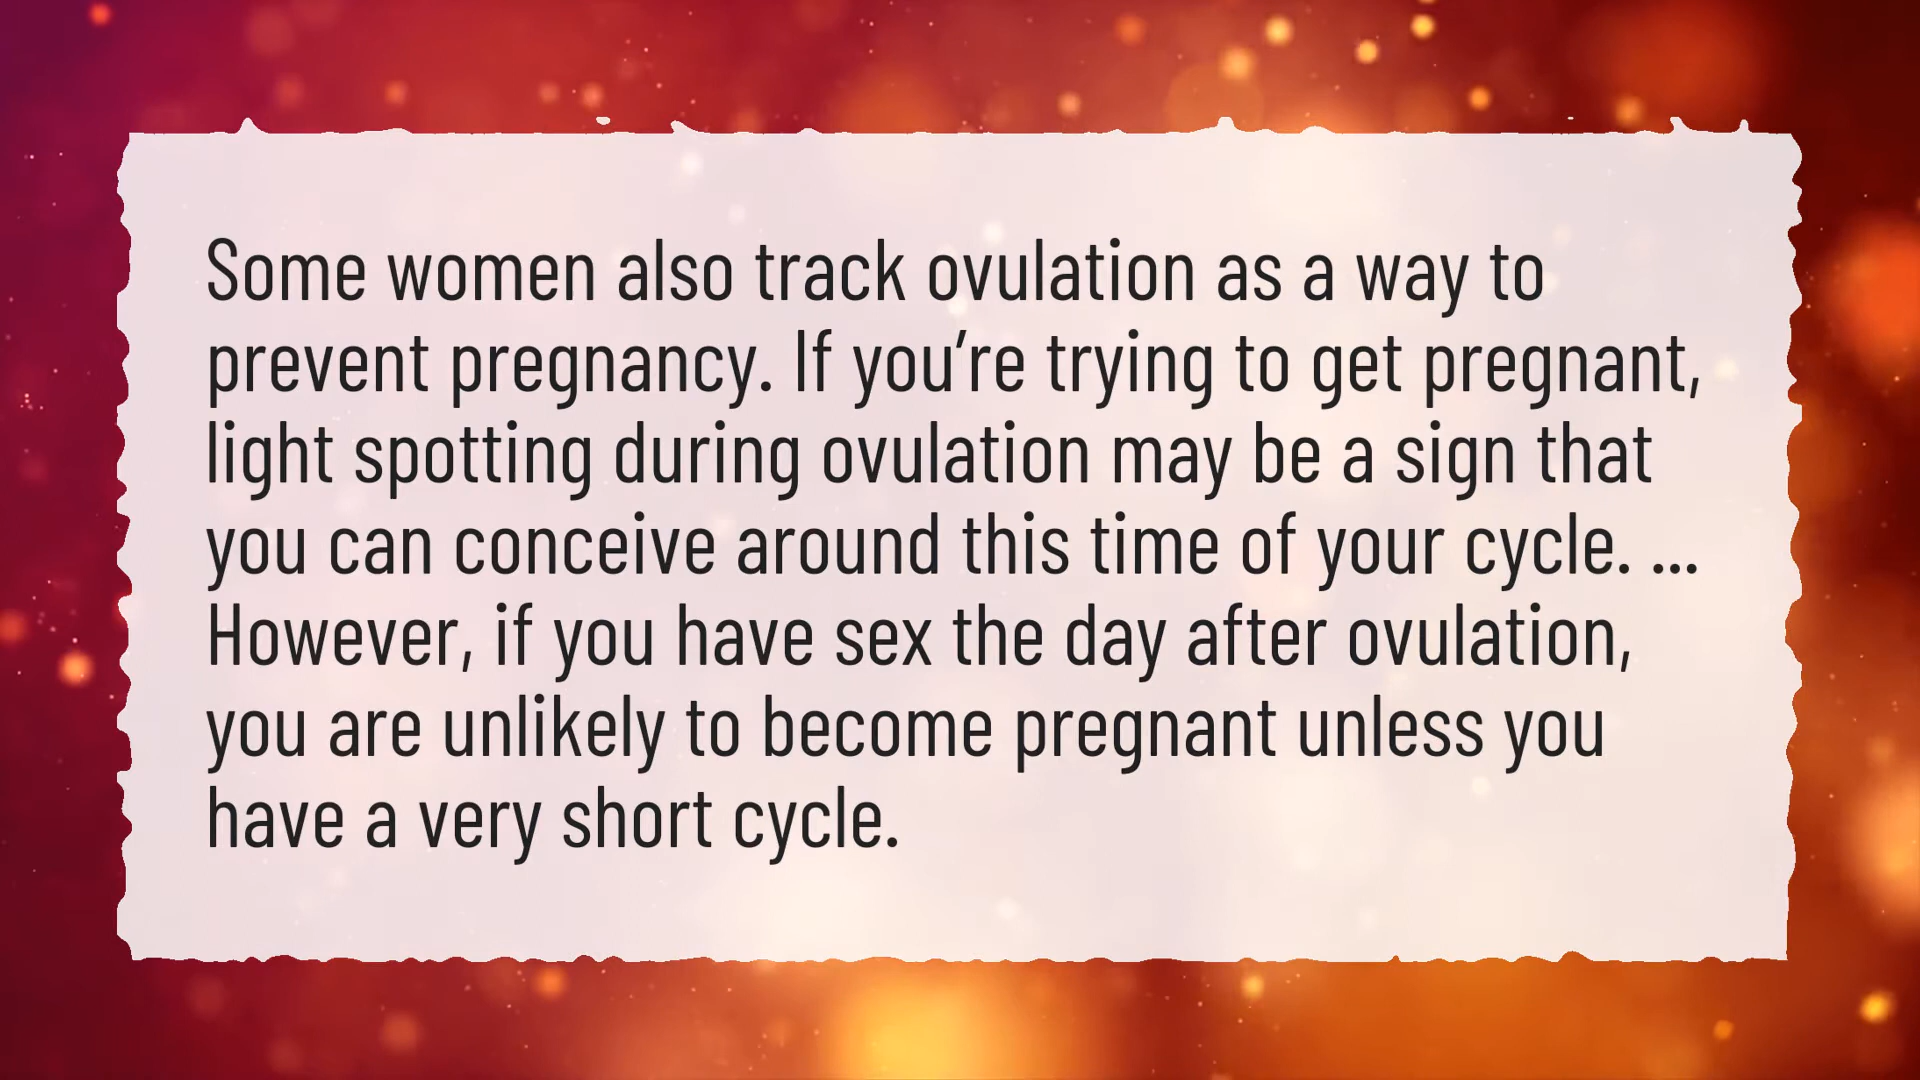 Some women also track ovulation as a way to
prevent pregnancy. If you’re trying to get pregnant,
light spotting during ovulation may be a sign that
you can conceive around this time of your cycle. ...
However, if you have sex the day after ovulation,
you are unlikely to become pregnant unless you
have a very short cycle.